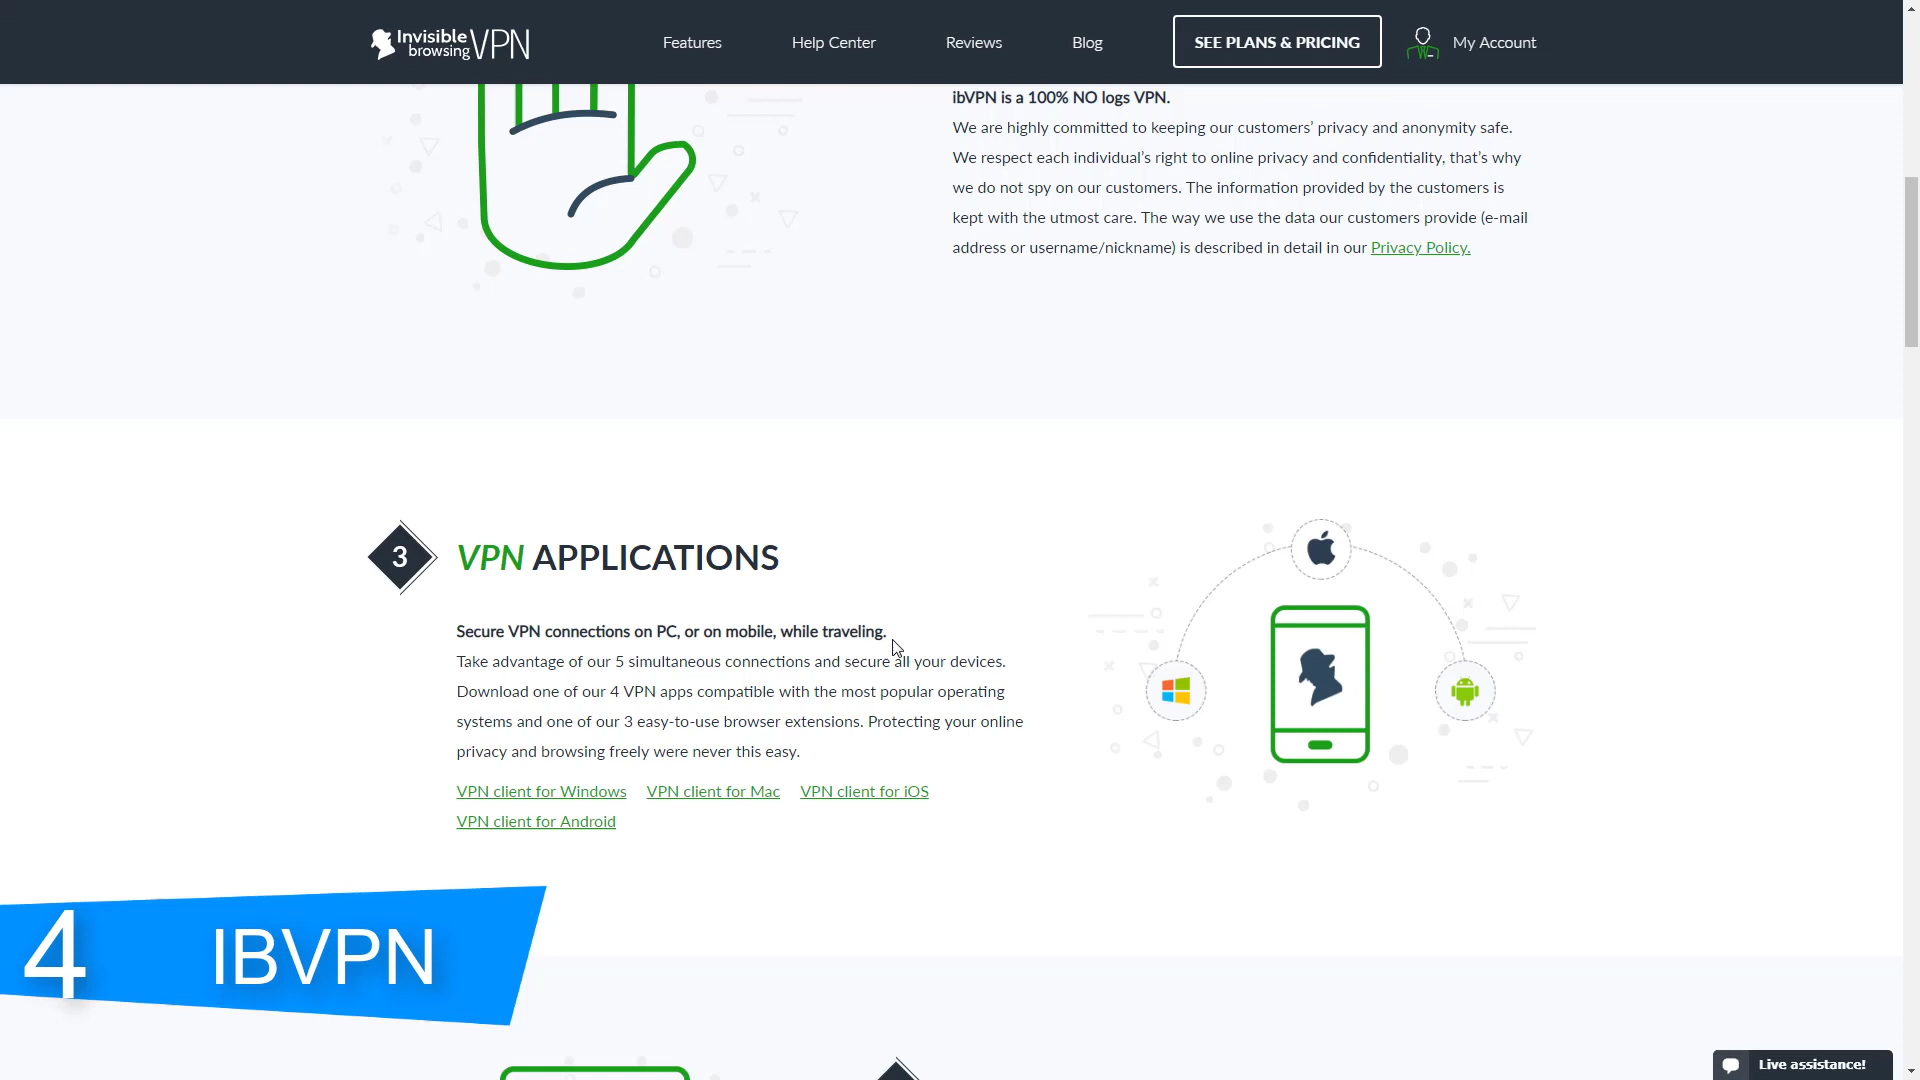 Invisible browsing VPN
Features
Help Center
Reviews
Blog
SEE PLANS & PRICING
My Account
ibVPN is a 100% NO logs VPN.
We are highly committed to keeping our customers’ privacy and anonymity safe.
We respect each individual’s right to online privacy and confidentiality, that’s why
we do not spy on our customers. The information provided by the customers is
kept with the utmost care. The way we use the data our customers provide (e-mail
address or username/nickname) is described in detail in our Privacy Policy.
3
VPN APPLICATIONS
Secure VPN connections on PC, or on mobile, while traveling.
Take advantage of our 5 simultaneous connections and secure all your devices.
Download one of our 4 VPN apps compatible with the most popular operating
systems and one of our 3 easy-to-use browser extensions. Protecting your online
privacy and browsing freely were never this easy.
VPN client for Windows VPN client for Mac VPN client for iOS
VPN client for Android
4 IBVPN
Live assistance!